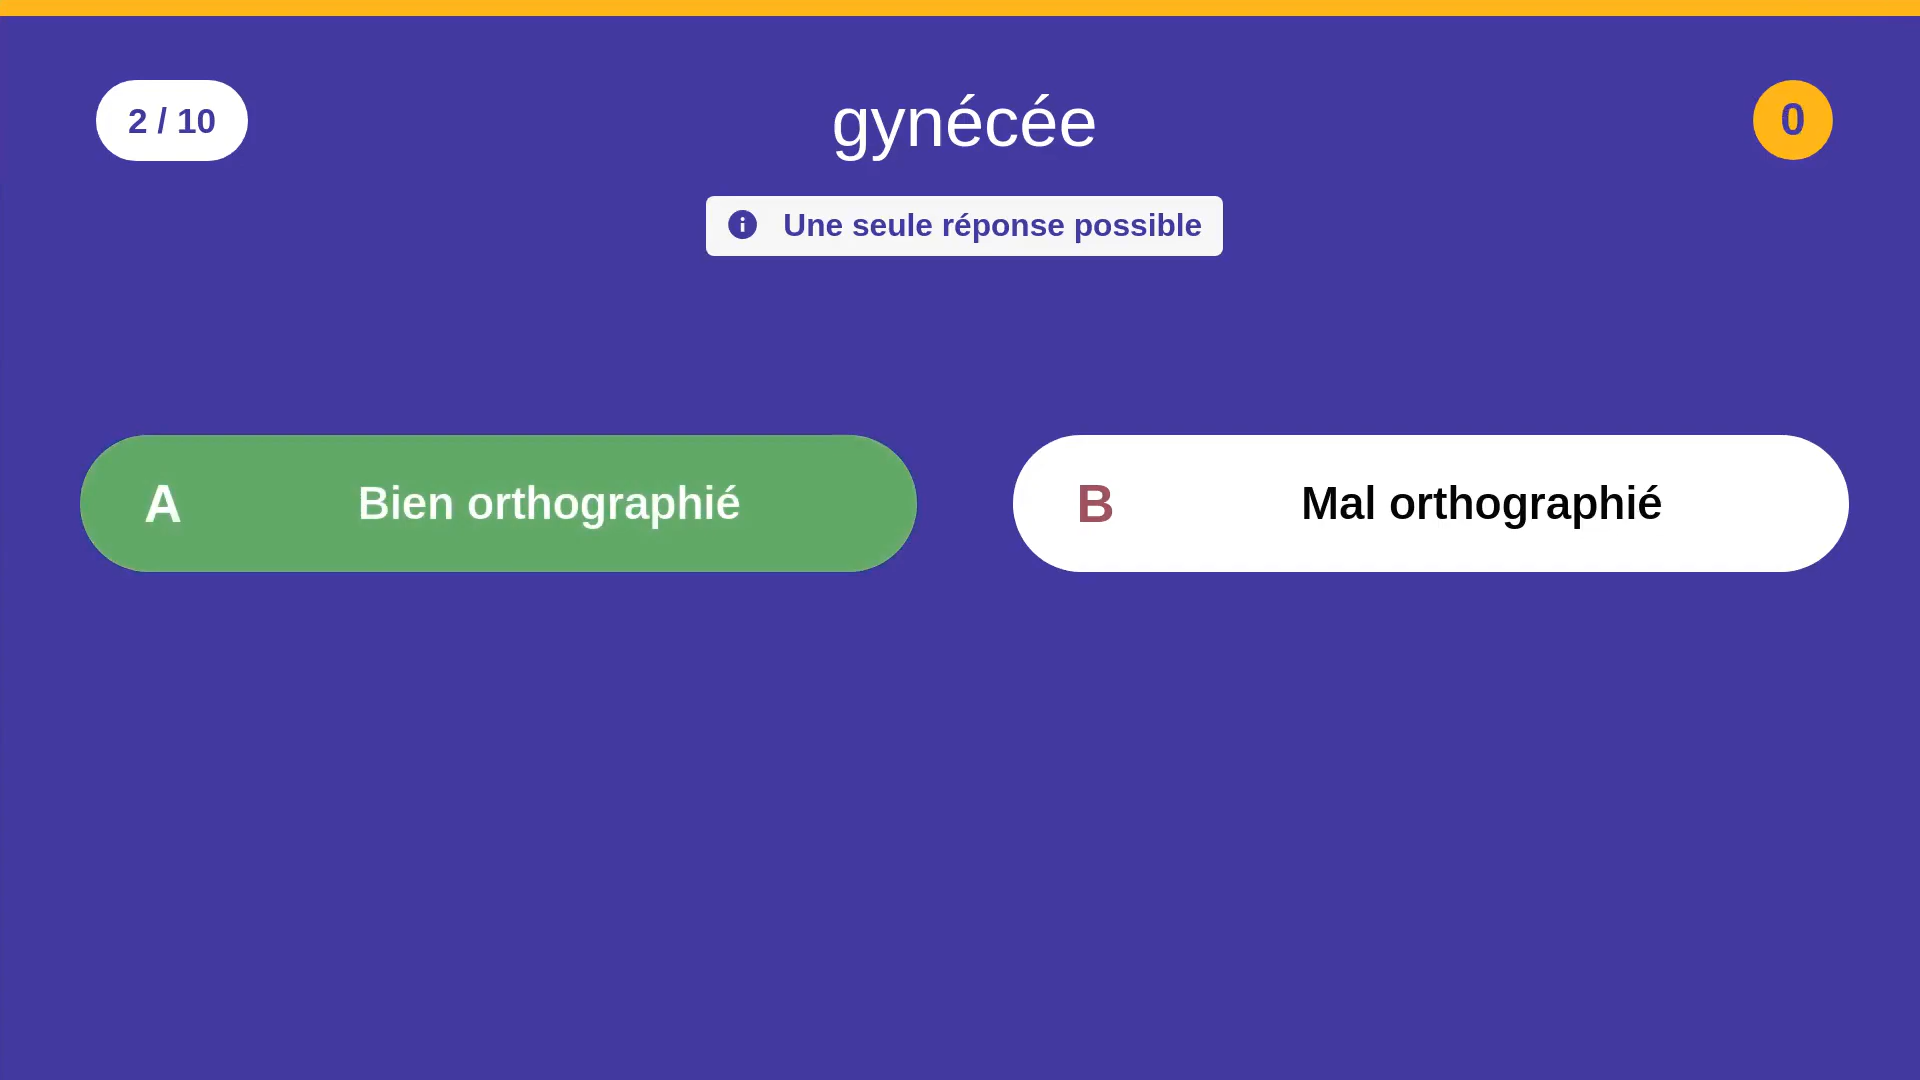 2 / 10
gynécée
0
Une seule réponse possible
A
Bien orthographié
B
Mal orthographié